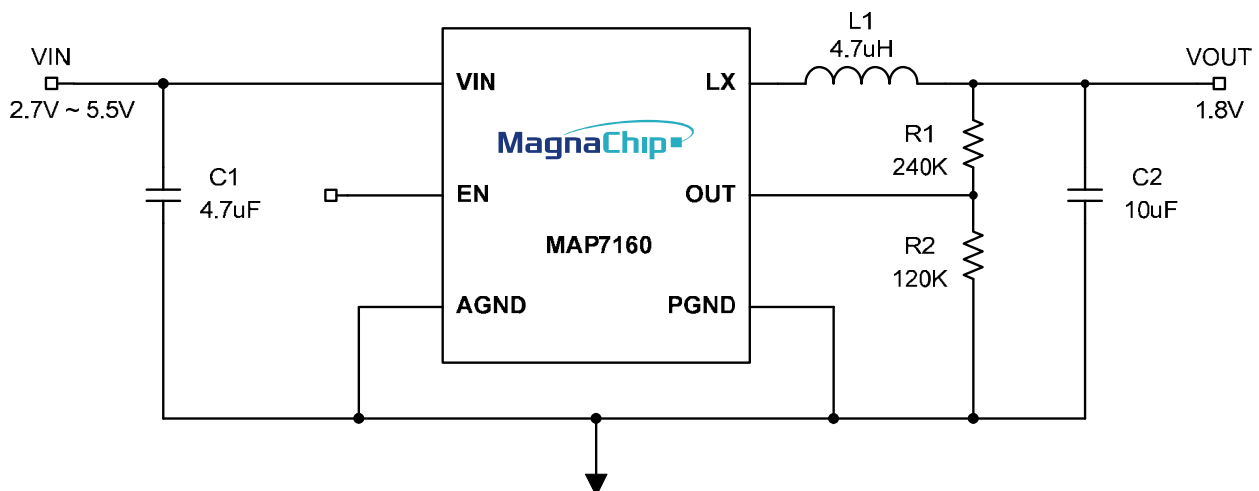 VIN
2.7V ~ 5.5V
C1
4.7uF
VIN
LX
MagnaChip
EN
OUT
MAP7160
AGND
PGND
L1
4.7uH
R1
240K
R2
120K
C2
10uF
VOUT
1.8V